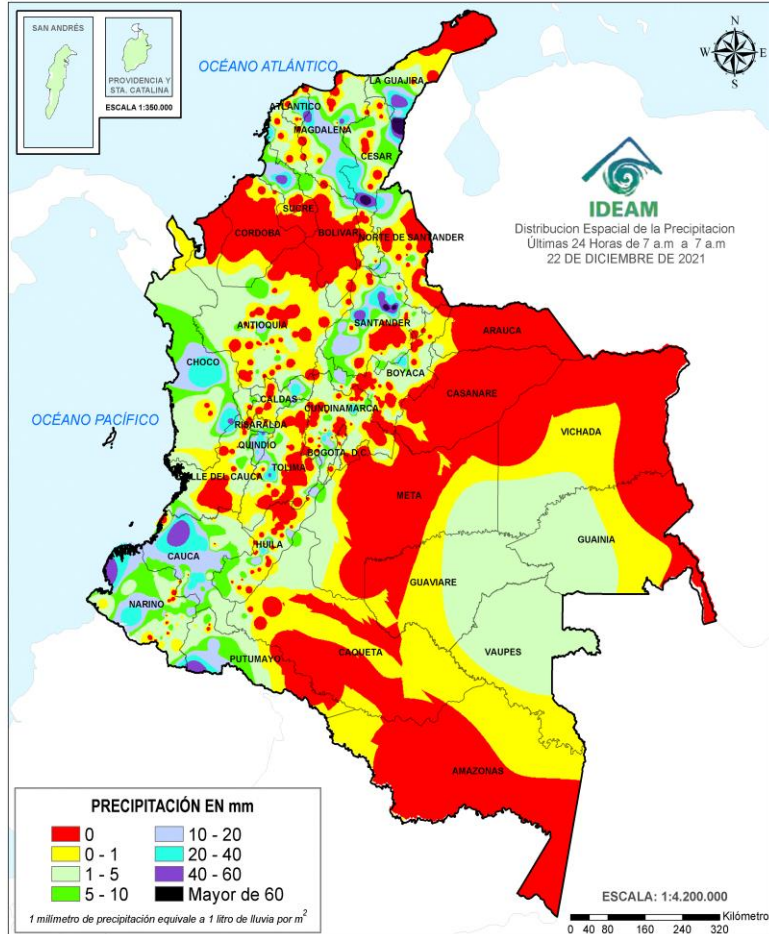 SAN ANDRÉS
PROVIDENCIA Y
STA. CATALINA
ESCALA 1:350.000
OCÉANO ATLÁNTICO
N
W
E
S
LA GUAJIRA
ATLANTICO
MAGDALENA
CESAR
IDEAM
Distribucion Espacial de la Precipitacion
Últimas 24 Horas de 7 a.m a 7 a.m
22 DE DICIEMBRE DE 2021
SUCRE
CORDOBA
BOLIVAR
NORTE DE SANTANDER
ANTIOQUIA
SANTANDER
ARAUCA
CHOCO
BOYACA
CASANARE
CALDAS
CUNDINAMARCA
OCÉANO PACÍFICO
RISARALDA
VICHADA
QUINDIO
BOGOTA D.C.
TOLIMA
VALLE DEL CAUCA
META
GUAINIA
HUILA
CAUCA
GUAVIARE
NARINO
VAUPES
PUTUMAYO
CAQUETA
AMAZONAS
PRECIPITACIÓN EN mm
0
10 - 20
0 - 1
20 - 40
1 - 5
40 - 60
5 - 10
Mayor de 60
1 milímetro de precipitación equivale a 1 litro de lluvia por m²
ESCALA: 1:4.200.000
Kilómetro
0 40 80 160 240 320